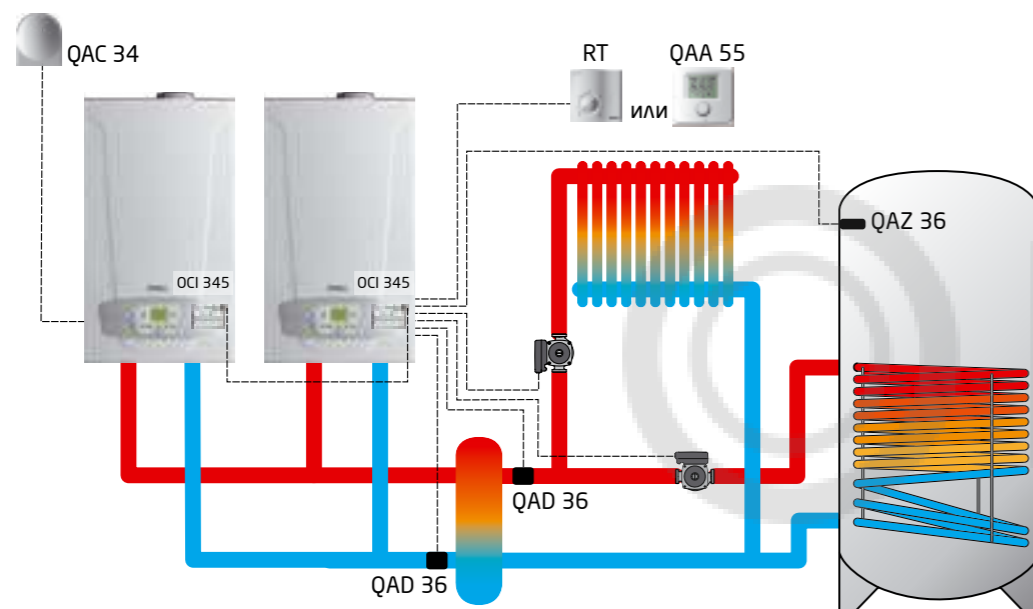 QAC 34
RT
QAA 55
или
QAZ 36
OCI 345
OCI 345
QAD 36
QAD 36